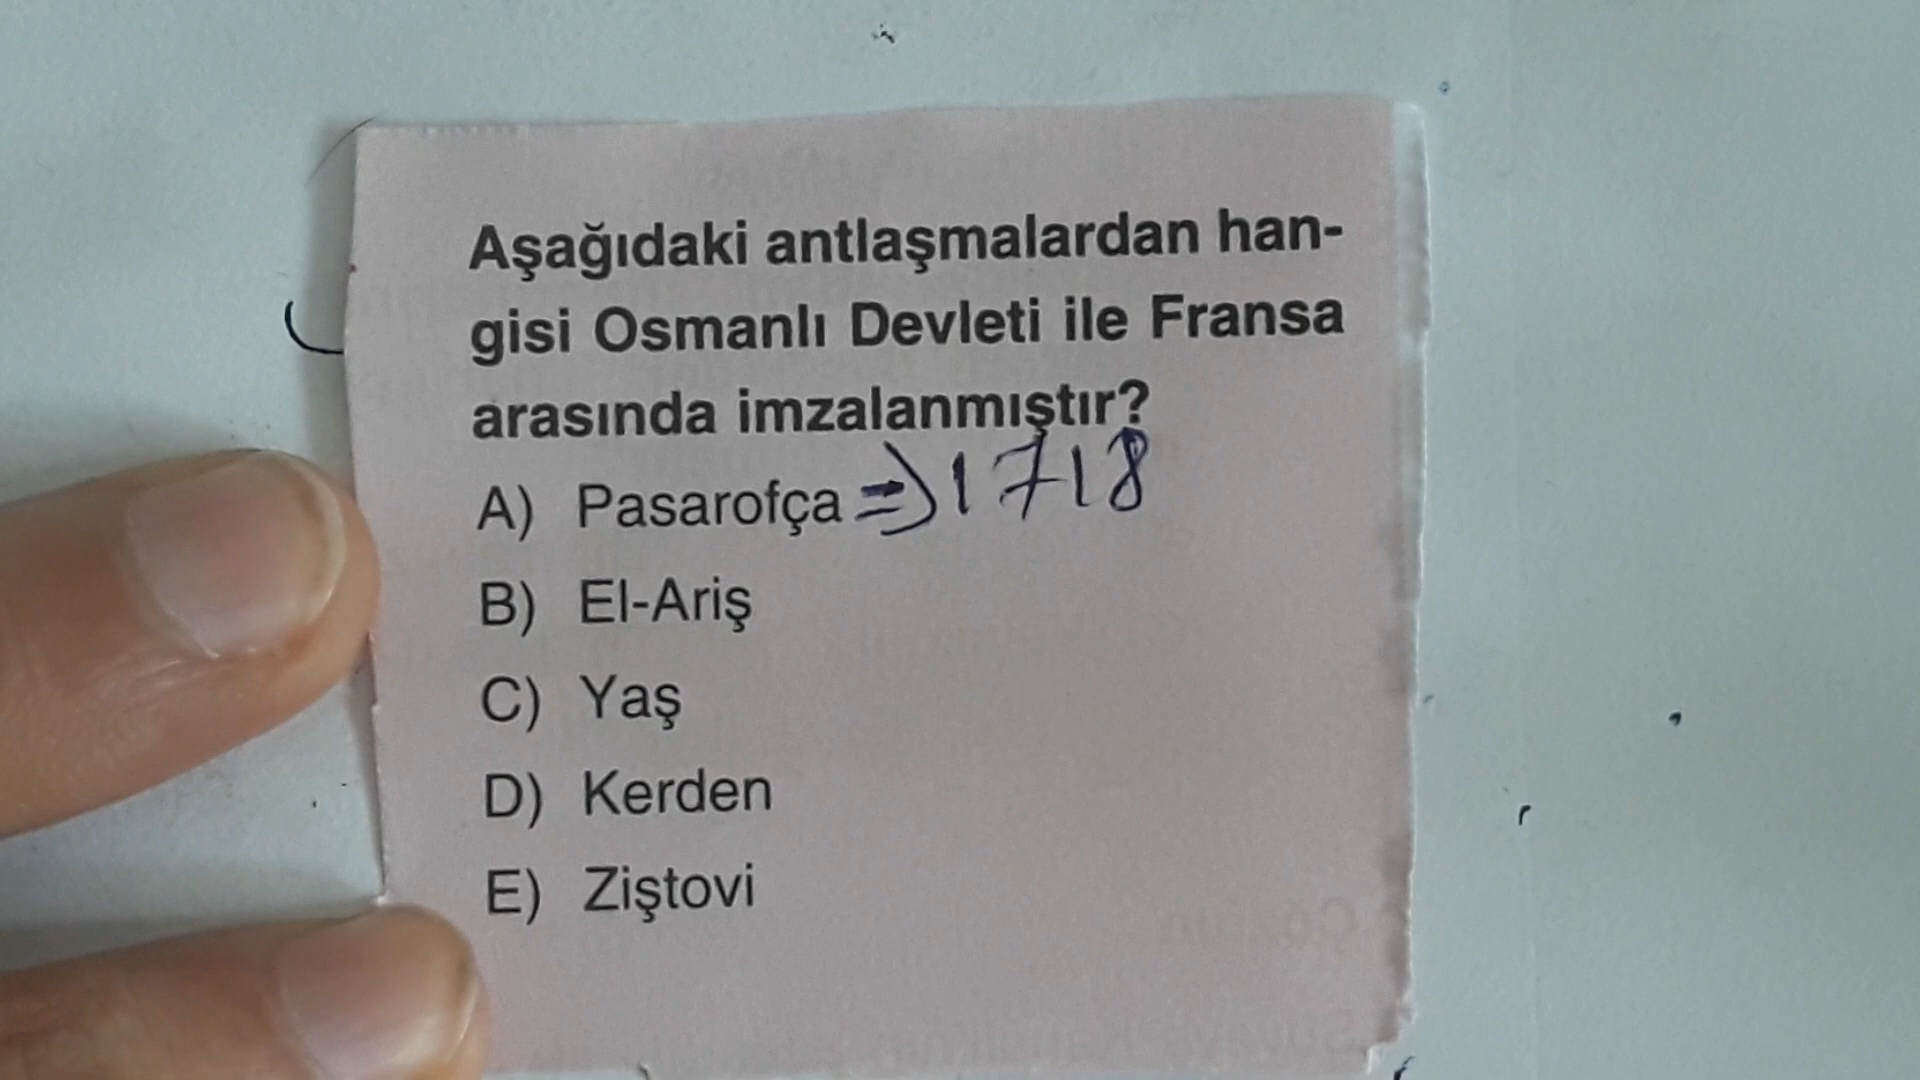 Aşağıdaki antlaşmalardan han-
gisi Osmanlı Devleti ile Fransa
arasında imzalanmıştır?
A) Pasarofça ⇒ 1718
B) El-Ariş
C) Yaş
D) Kerden
E) Ziştovi